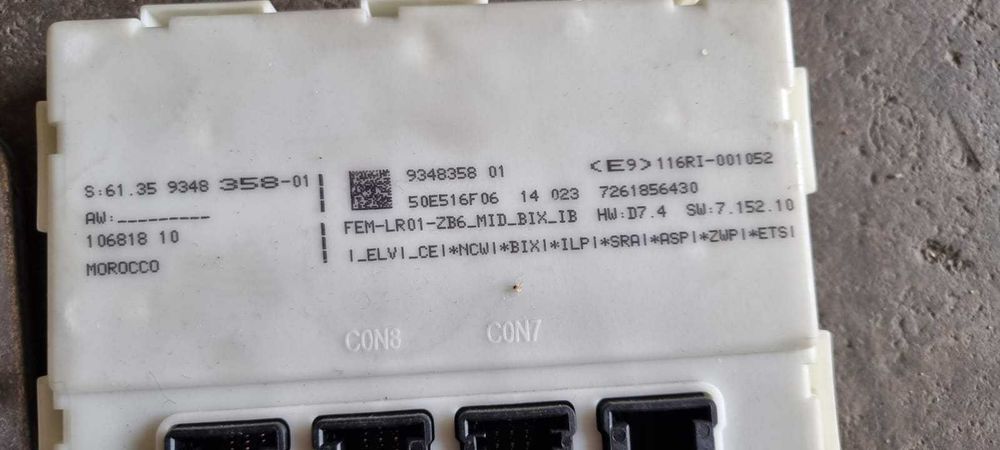 S:61.35 9348 358-01
AW:_________
106818 10
MOROCCO
9348358 01
<E9>116RI-001052
50E516F06 14 023 7261856430
FEM-LR01-ZB6_MID_BIX_IB HW:D7.4 SW:7.152.10
|_ELV|_CE|*NCW|*BIX|*ILP|*SRA|*ASP|*ZWP|*ETS|
CON8
CON7